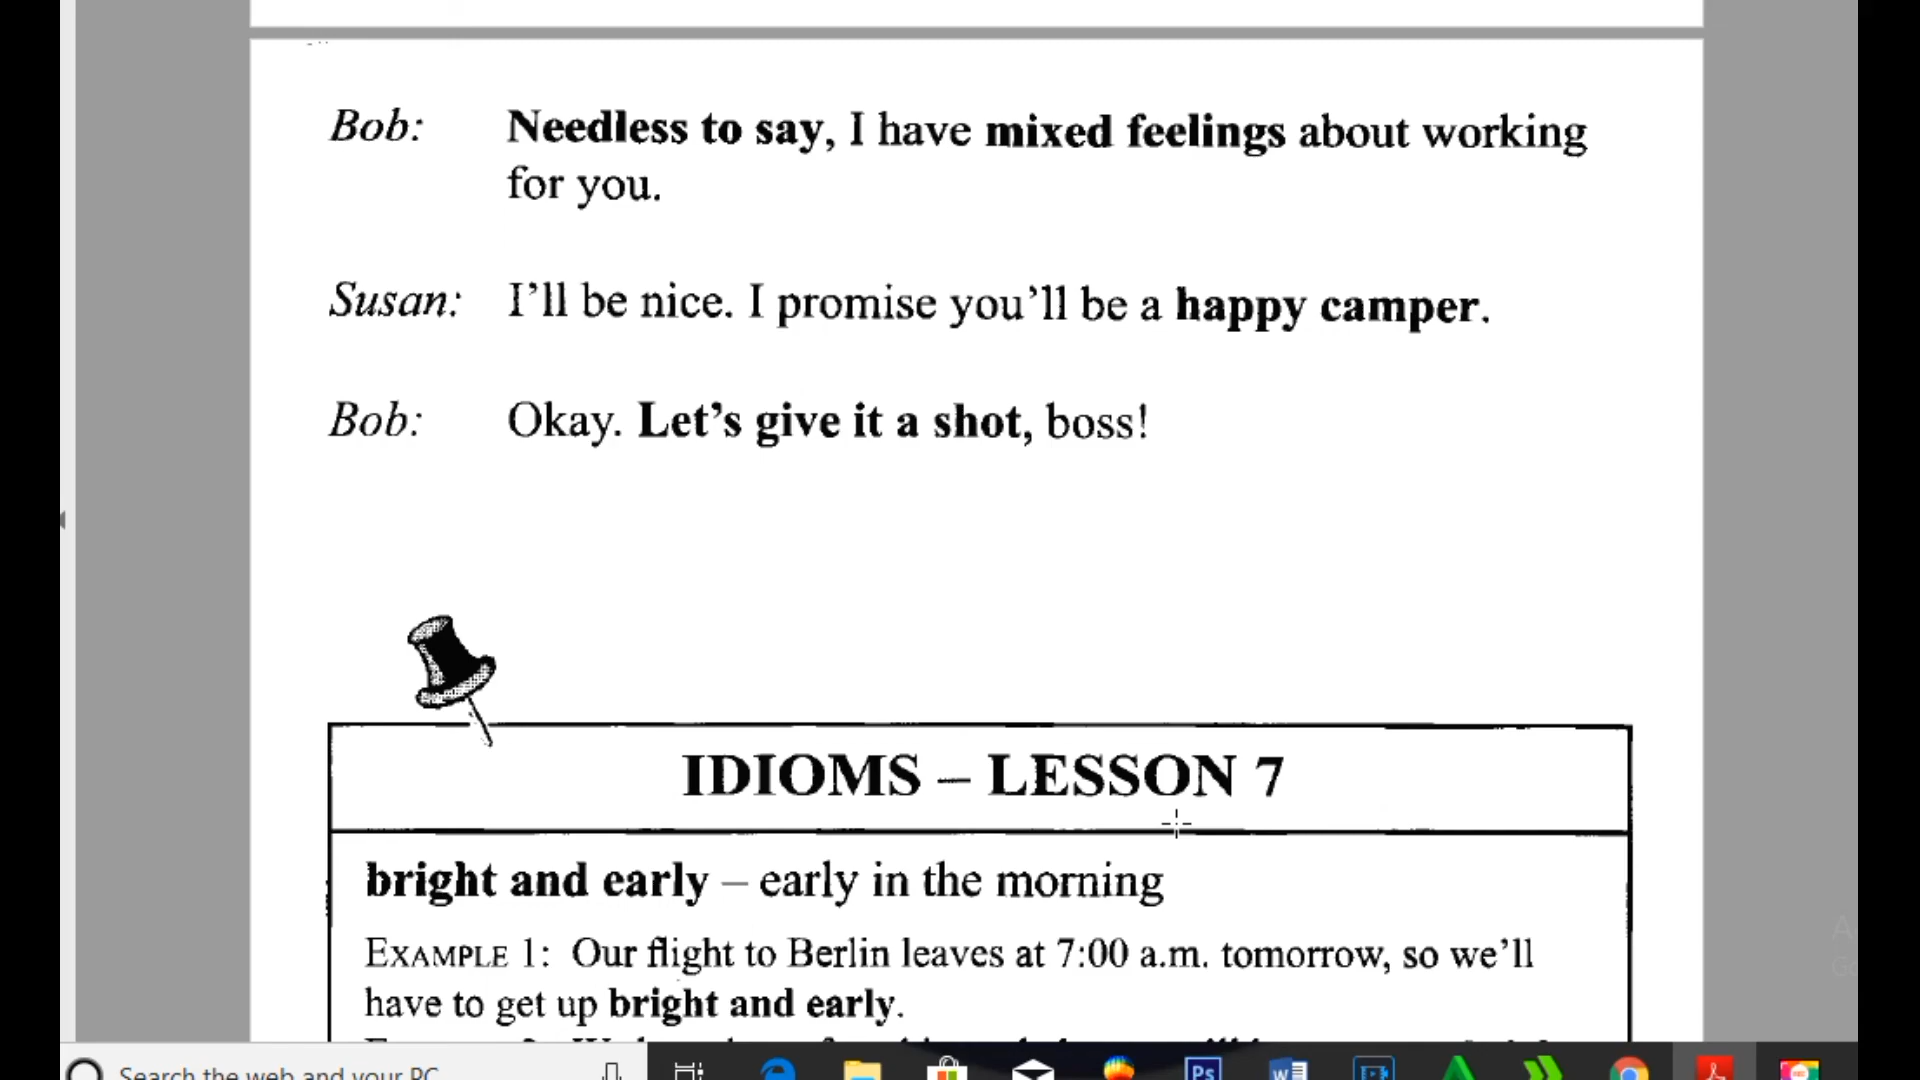 Bob: Needless to say, I have mixed feelings about working
for you.
Susan: I'll be nice. I promise you'll be a happy camper.
Bob: Okay. Let's give it a shot, boss!
IDIOMS – LESSON 7
bright and early – early in the morning
EXAMPLE 1: Our flight to Berlin leaves at 7:00 a.m. tomorrow, so we'll
have to get up bright and early.
Search the web and your PC
Ps